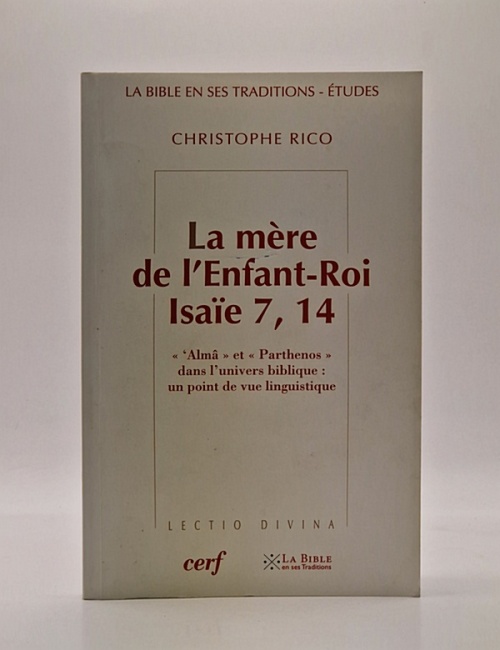 LA BIBLE EN SES TRADITIONS - ÉTUDES
CHRISTOPHE RICO
La mère
de l'Enfant-Roi
Isaïe 7, 14
« ‘Almâ » et « Parthenos »
dans l'univers biblique :
un point de vue linguistique
LECTIO DIVINA
cerf
LA BIBLE
en ses Traditions